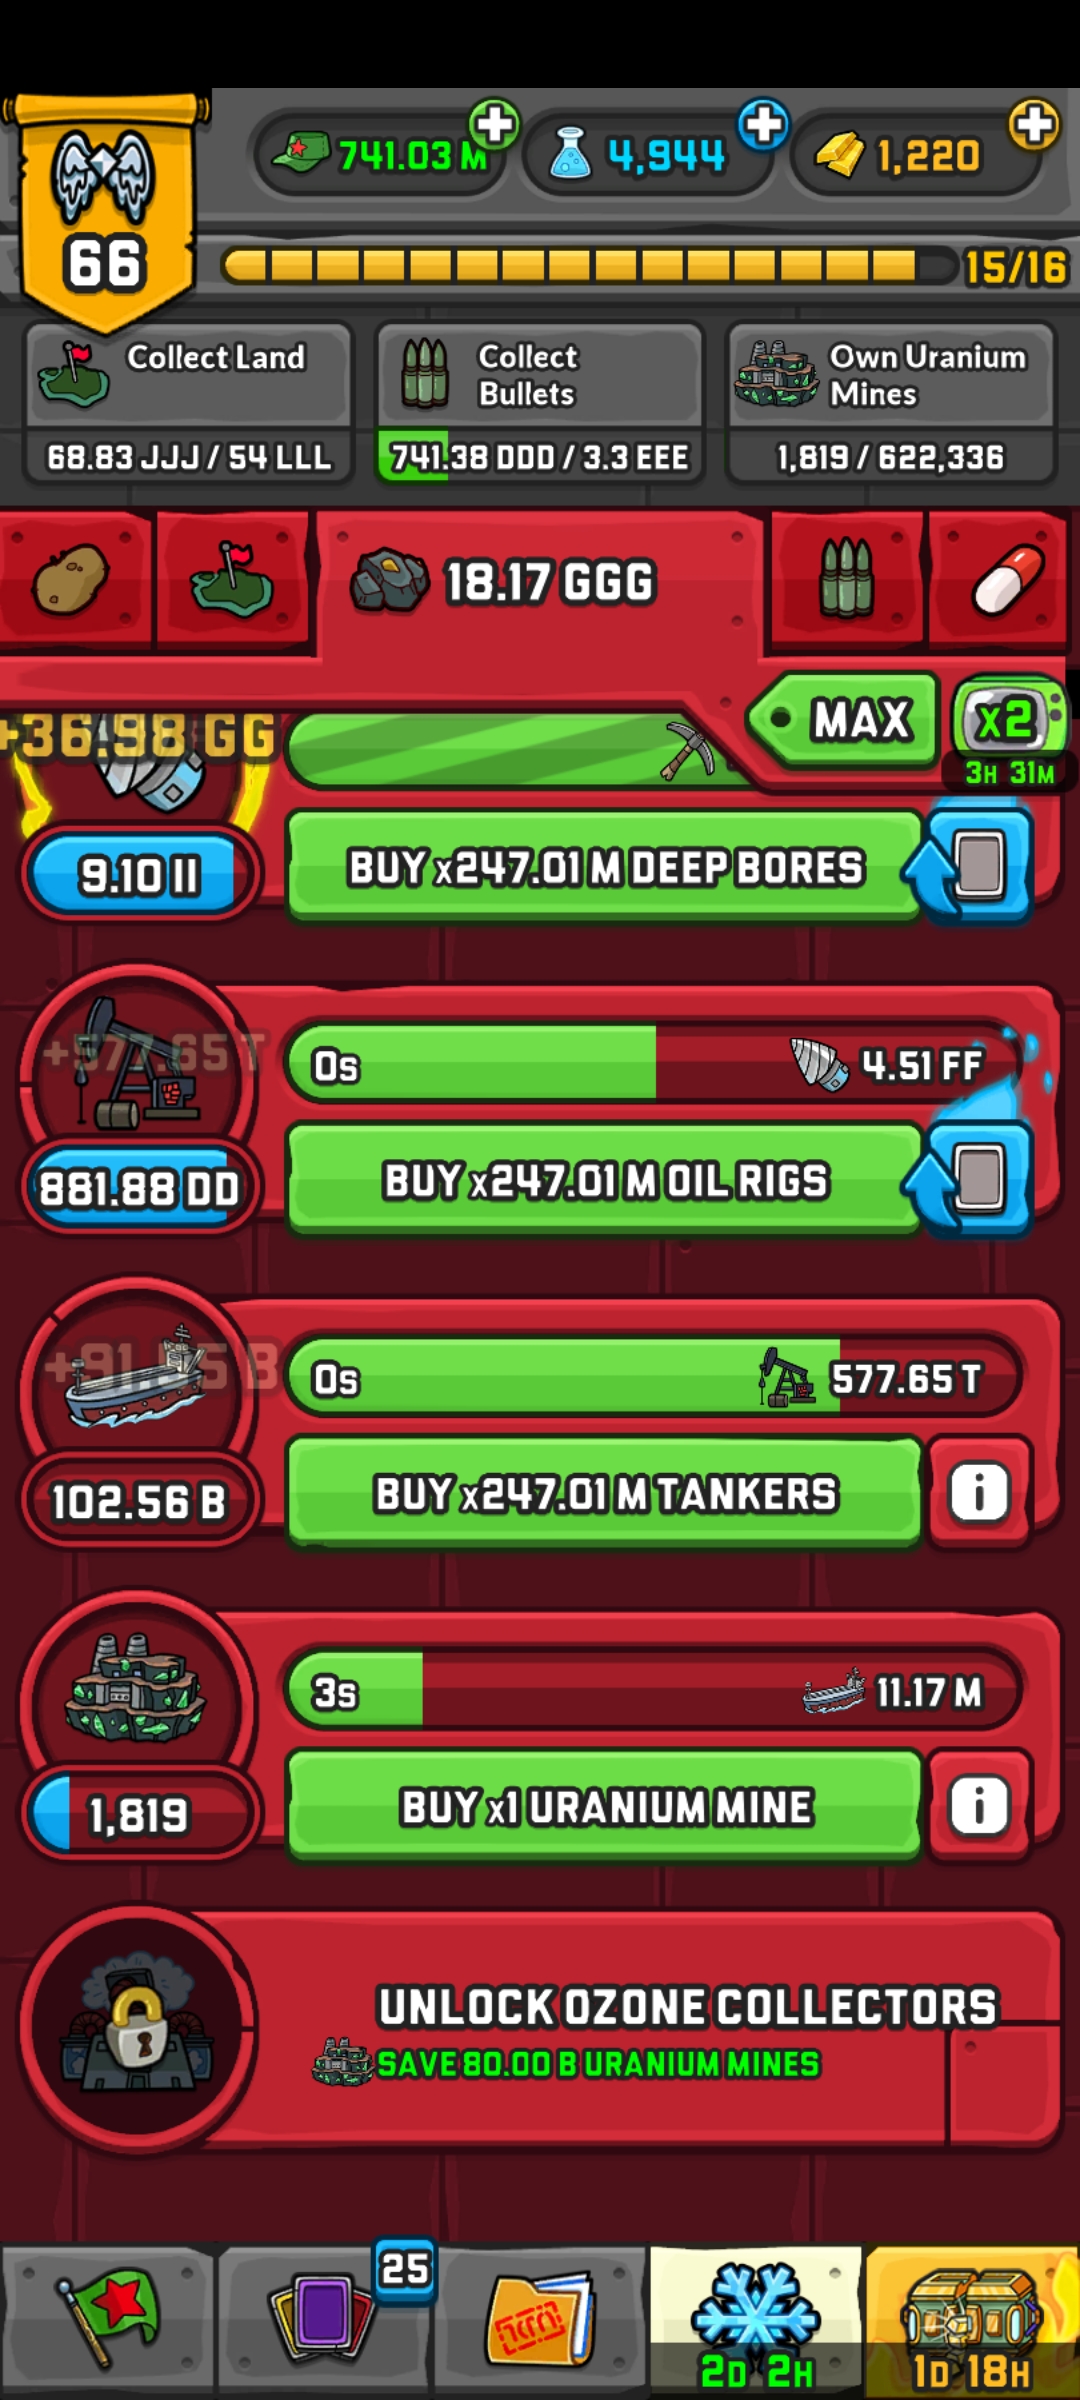 741.03 M
4,944
1,220
66
15/16
Collect Land
68.83 JJJ / 54 LLL
Collect
Bullets
741.38 DDD / 3.3 EEE
Own Uranium
Mines
1,819 / 622,336
18.17 GGG
MAX
x2
3H 31M
+36.98 GG
9.10 II
BUY x247.01 M DEEP BORES
+577.65 T
0s
4.51 FF
881.88 DD
BUY x247.01 M OIL RIGS
0s
577.65 T
102.56 B
BUY x247.01 M TANKERS
i
3s
11.17 M
1,819
BUY x1 URANIUM MINE
i
UNLOCK OZONE COLLECTORS
SAVE 80.00 B URANIUM MINES
25
2D 2H
1D 18H